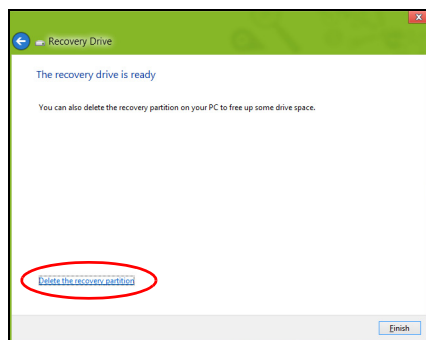 Recovery Drive
The recovery drive is ready
You can also delete the recovery partition on your PC to free up some drive space.
Delete the recovery partition
Finish